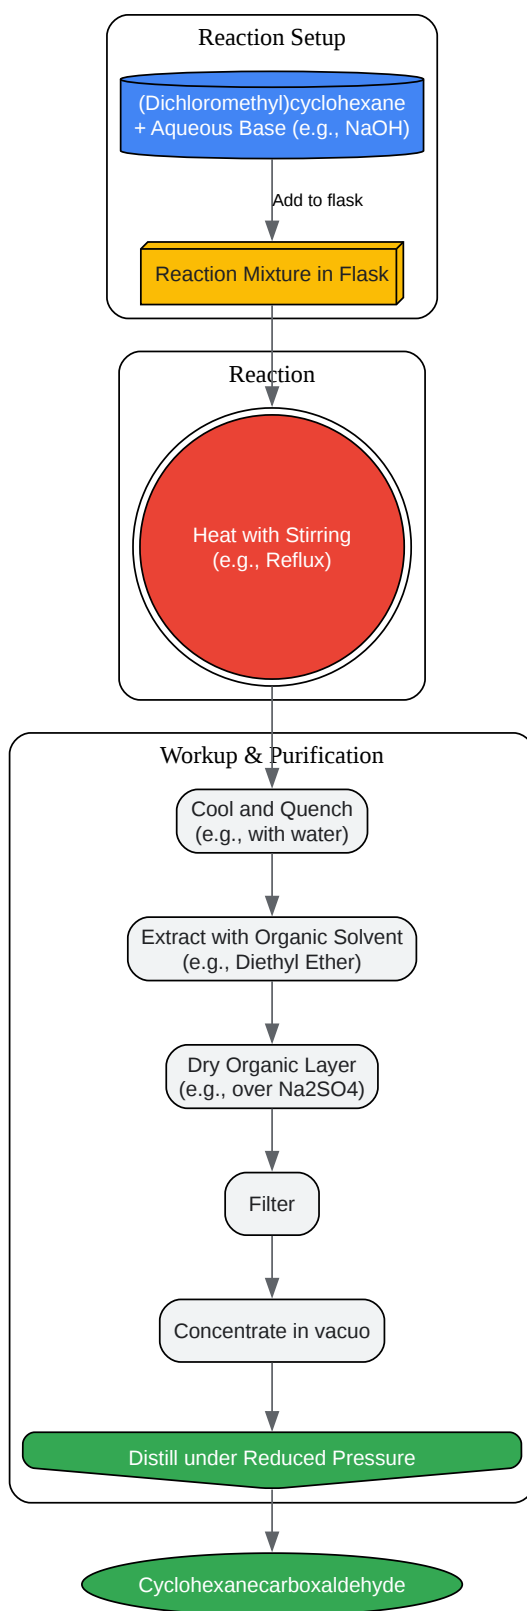 Reaction Setup
(Dichloromethyl)cyclohexane
+ Aqueous Base (e.g., NaOH)
Add to flask
Reaction Mixture in Flask
Reaction
Heat with Stirring
(e.g., Reflux)
Workup & Purification
Cool and Quench
(e.g., with water)
Extract with Organic Solvent
(e.g., Diethyl Ether)
Dry Organic Layer
(e.g., over Na2SO4)
Filter
Concentrate in vacuo
Distill under Reduced Pressure
Cyclohexanecarboxaldehyde